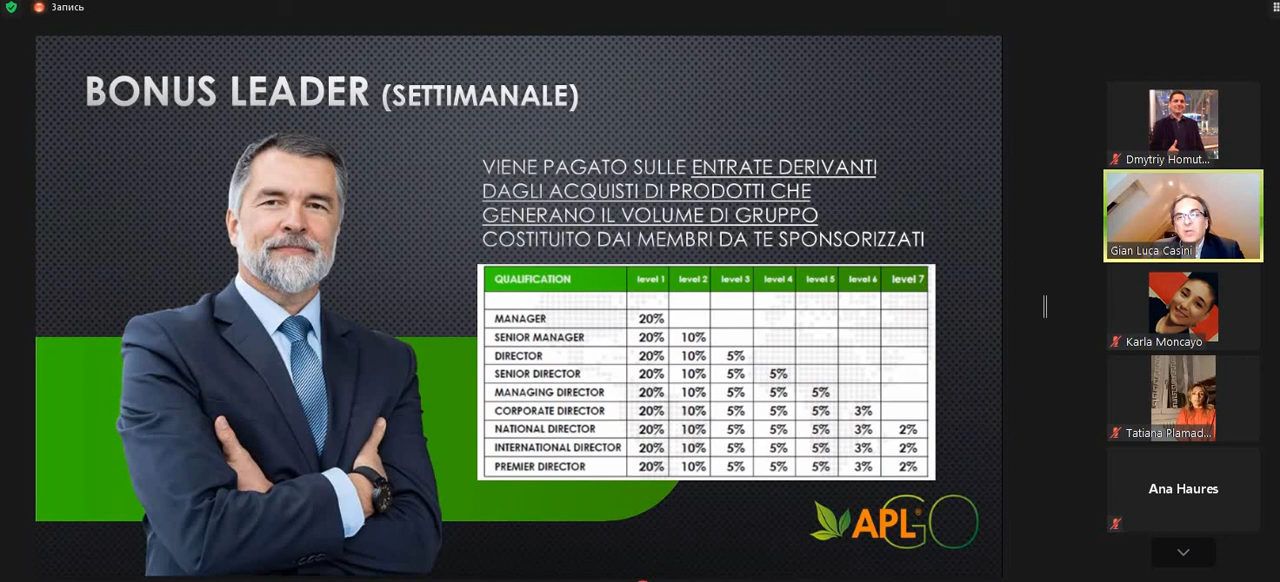 Запись
BONUS LEADER (SETTIMANALE)
VIENE PAGATO SULLE ENTRATE DERIVANTI
DAGLI ACQUISTI DI PRODOTTI CHE
GENERANO IL VOLUME DI GRUPPO
COSTITUITO DAI MEMBRI DA TE SPONSORIZZATI
QUALIFICATION level 1 level 2 level 3 level 4 level 5 level 6 level 7
MANAGER 20%
SENIOR MANAGER 20% 10%
DIRECTOR 20% 10% 5%
SENIOR DIRECTOR 20% 10% 5% 5%
MANAGING DIRECTOR 20% 10% 5% 5% 5%
CORPORATE DIRECTOR 20% 10% 5% 5% 5% 3%
NATIONAL DIRECTOR 20% 10% 5% 5% 5% 3% 2%
INTERNATIONAL DIRECTOR 20% 10% 5% 5% 5% 3% 2%
PREMIER DIRECTOR 20% 10% 5% 5% 5% 3% 2%
APL® GO
Dmytriy Homut...
Gian Luca Casini
Karla Moncayo
Tatiana Plamad...
Ana Haures